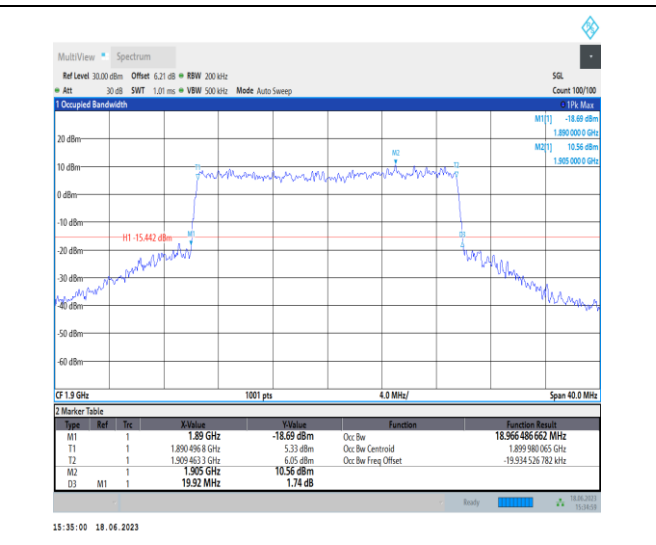 MultiView Spectrum
Ref Level 30.00 dBm Offset 6.21 dB RBW 200 kHz SGL
Att 30 dB SWT 1.01 ms VBW 500 kHz Mode Auto Sweep Count 100/100
1 Occupied Bandwidth 1Pk Max
M1[1] -18.69 dBm
1.890 000 0 GHz
M2[1] 10.56 dBm
1.905 000 0 GHz
20 dBm
M2
10 dBm
T1
T2
0 dBm
-10 dBm
H1 -15.442 dBm M1 D3
-20 dBm
-30 dBm
-40 dBm
-50 dBm
-60 dBm
CF 1.9 GHz 1001 pts 4.0 MHz/ Span 40.0 MHz
2 Marker Table
Type Ref Trc X-Value Y-Value Function Function Result
M1 1 1.89 GHz -18.69 dBm Occ Bw 18.966 486 662 MHz
T1 1 1.890 496 8 GHz 5.33 dBm Occ Bw Centroid 1.899 980 065 GHz
T2 1 1.909 463 3 GHz 6.05 dBm Occ Bw Freq Offset -19.934 526 782 kHz
M2 1 1.905 GHz 10.56 dBm
D3 M1 1 19.92 MHz 1.74 dB
Ready 18.06.2023
15:34:59
15:35:00 18.06.2023